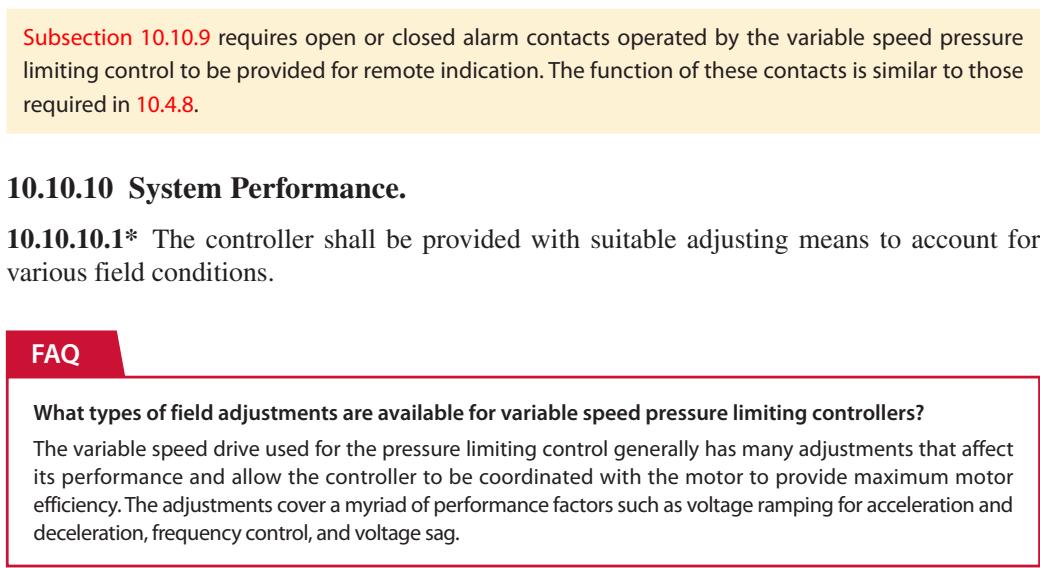 Subsection 10.10.9 requires open or closed alarm contacts operated by the variable speed pressure
limiting control to be provided for remote indication. The function of these contacts is similar to those
required in 10.4.8.
10.10.10 System Performance.
10.10.10.1* The controller shall be provided with suitable adjusting means to account for
various field conditions.
FAQ
What types of field adjustments are available for variable speed pressure limiting controllers?
The variable speed drive used for the pressure limiting control generally has many adjustments that affect
its performance and allow the controller to be coordinated with the motor to provide maximum motor
efficiency. The adjustments cover a myriad of performance factors such as voltage ramping for acceleration and
deceleration, frequency control, and voltage sag.